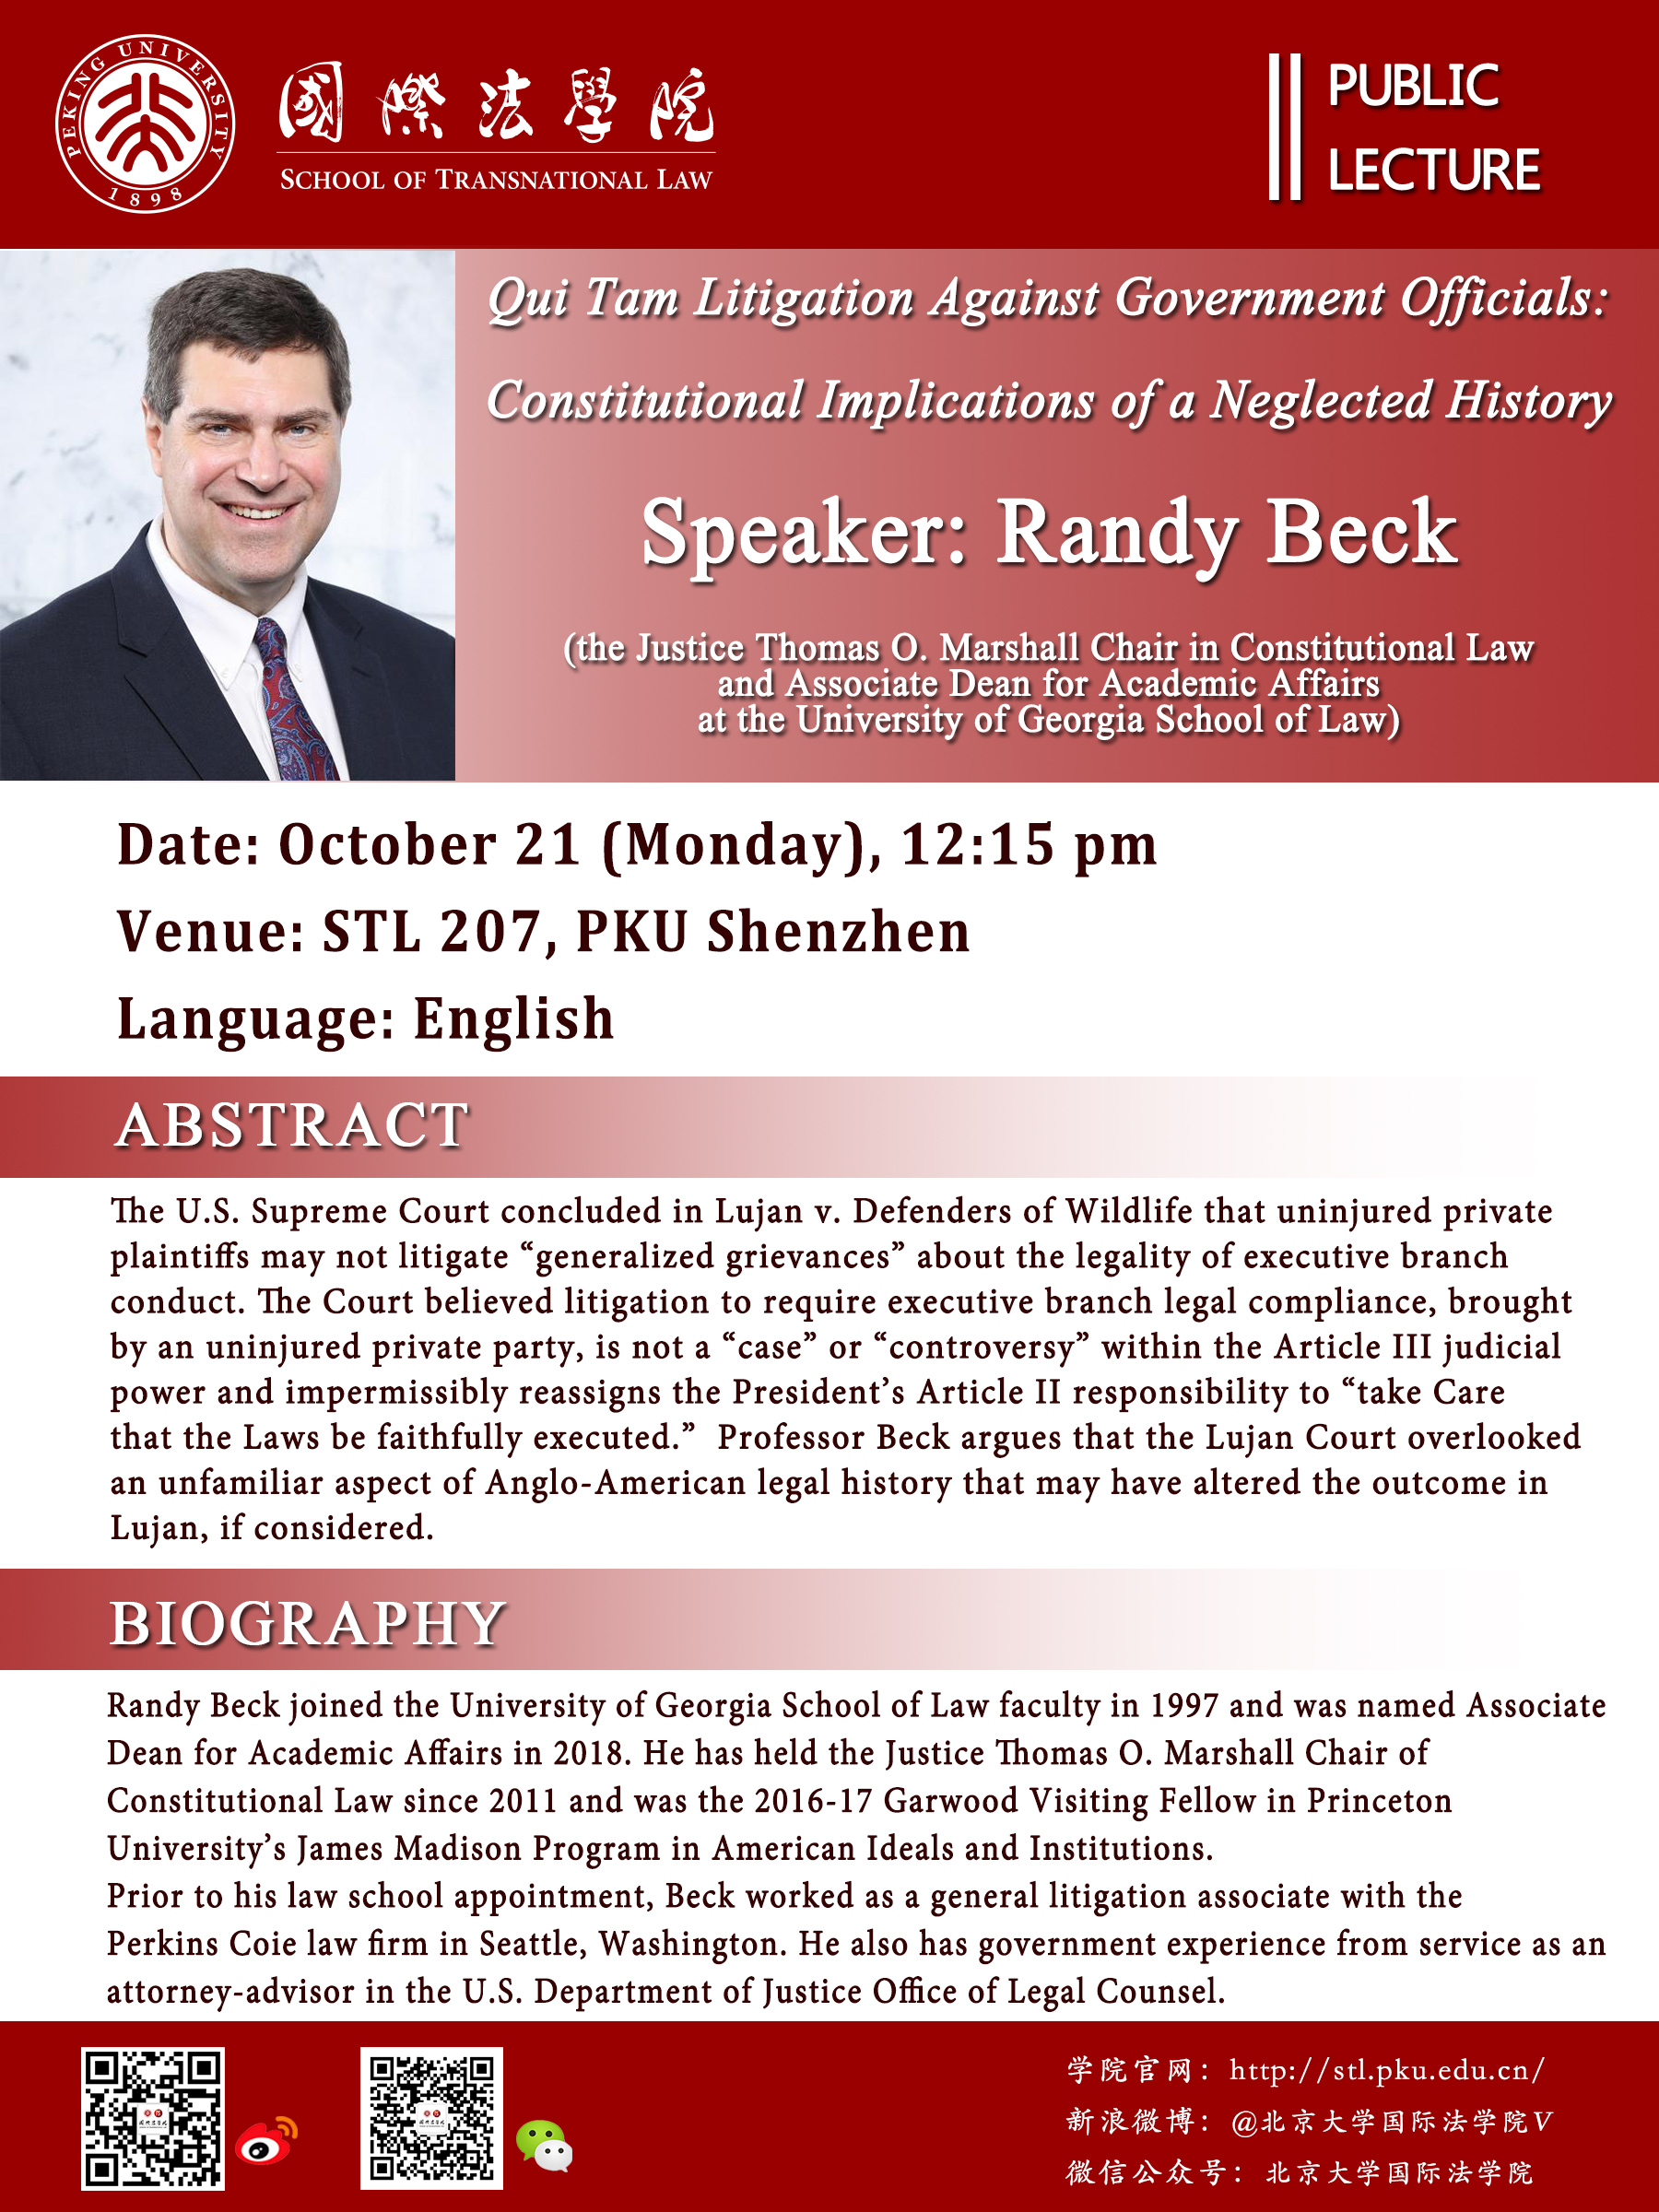 PEKING UNIVERSITY
1898
國際法學院
SCHOOL OF TRANSNATIONAL LAW
PUBLIC
LECTURE
Qui Tam Litigation Against Government Officials:
Constitutional Implications of a Neglected History
Speaker: Randy Beck
(the Justice Thomas O. Marshall Chair in Constitutional Law
and Associate Dean for Academic Affairs
at the University of Georgia School of Law)
Date: October 21 (Monday), 12:15 pm
Venue: STL 207, PKU Shenzhen
Language: English
ABSTRACT
The U.S. Supreme Court concluded in Lujan v. Defenders of Wildlife that uninjured private
plaintiffs may not litigate “generalized grievances” about the legality of executive branch
conduct. The Court believed litigation to require executive branch legal compliance, brought
by an uninjured private party, is not a “case” or “controversy” within the Article III judicial
power and impermissibly reassigns the President’s Article II responsibility to “take Care
that the Laws be faithfully executed.”  Professor Beck argues that the Lujan Court overlooked
an unfamiliar aspect of Anglo-American legal history that may have altered the outcome in
Lujan, if considered.
BIOGRAPHY
Randy Beck joined the University of Georgia School of Law faculty in 1997 and was named Associate
Dean for Academic Affairs in 2018. He has held the Justice Thomas O. Marshall Chair of
Constitutional Law since 2011 and was the 2016-17 Garwood Visiting Fellow in Princeton
University’s James Madison Program in American Ideals and Institutions.
Prior to his law school appointment, Beck worked as a general litigation associate with the
Perkins Coie law firm in Seattle, Washington. He also has government experience from service as an
attorney-advisor in the U.S. Department of Justice Office of Legal Counsel.
学院官网：http://stl.pku.edu.cn/
新浪微博：@北京大学国际法学院V
微信公众号：北京大学国际法学院